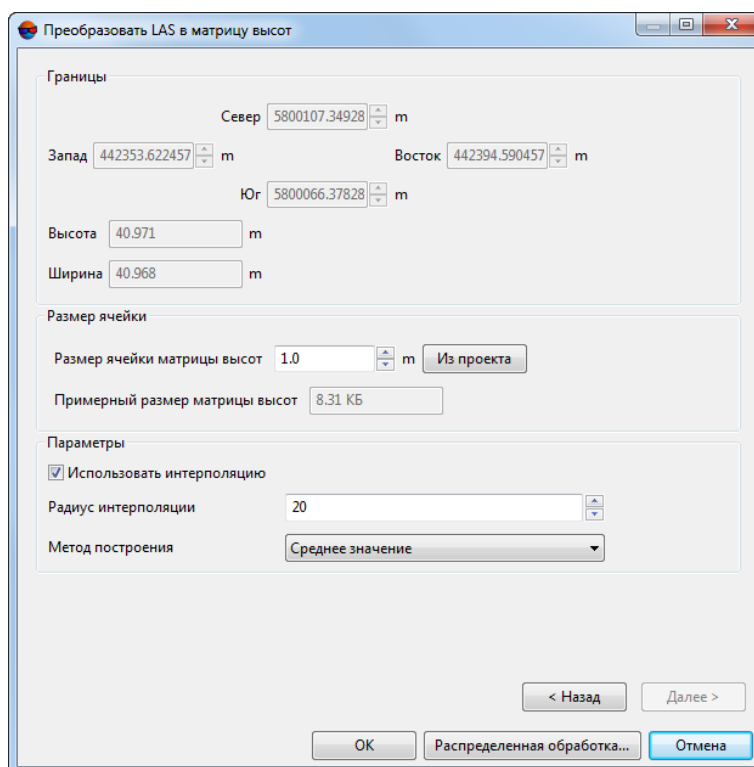 Преобразовать LAS в матрицу высот
Границы
Север 5800107.34928 m
Запад 442353.622457 m Восток 442394.590457 m
Юг 5800066.37828 m
Высота 40.971 m
Ширина 40.968 m
Размер ячейки
Размер ячейки матрицы высот 1.0 m Из проекта
Примерный размер матрицы высот 8.31 КБ
Параметры
Использовать интерполяцию
Радиус интерполяции 20
Метод построения Среднее значение
< Назад Далее >
OK Распределенная обработка... Отмена